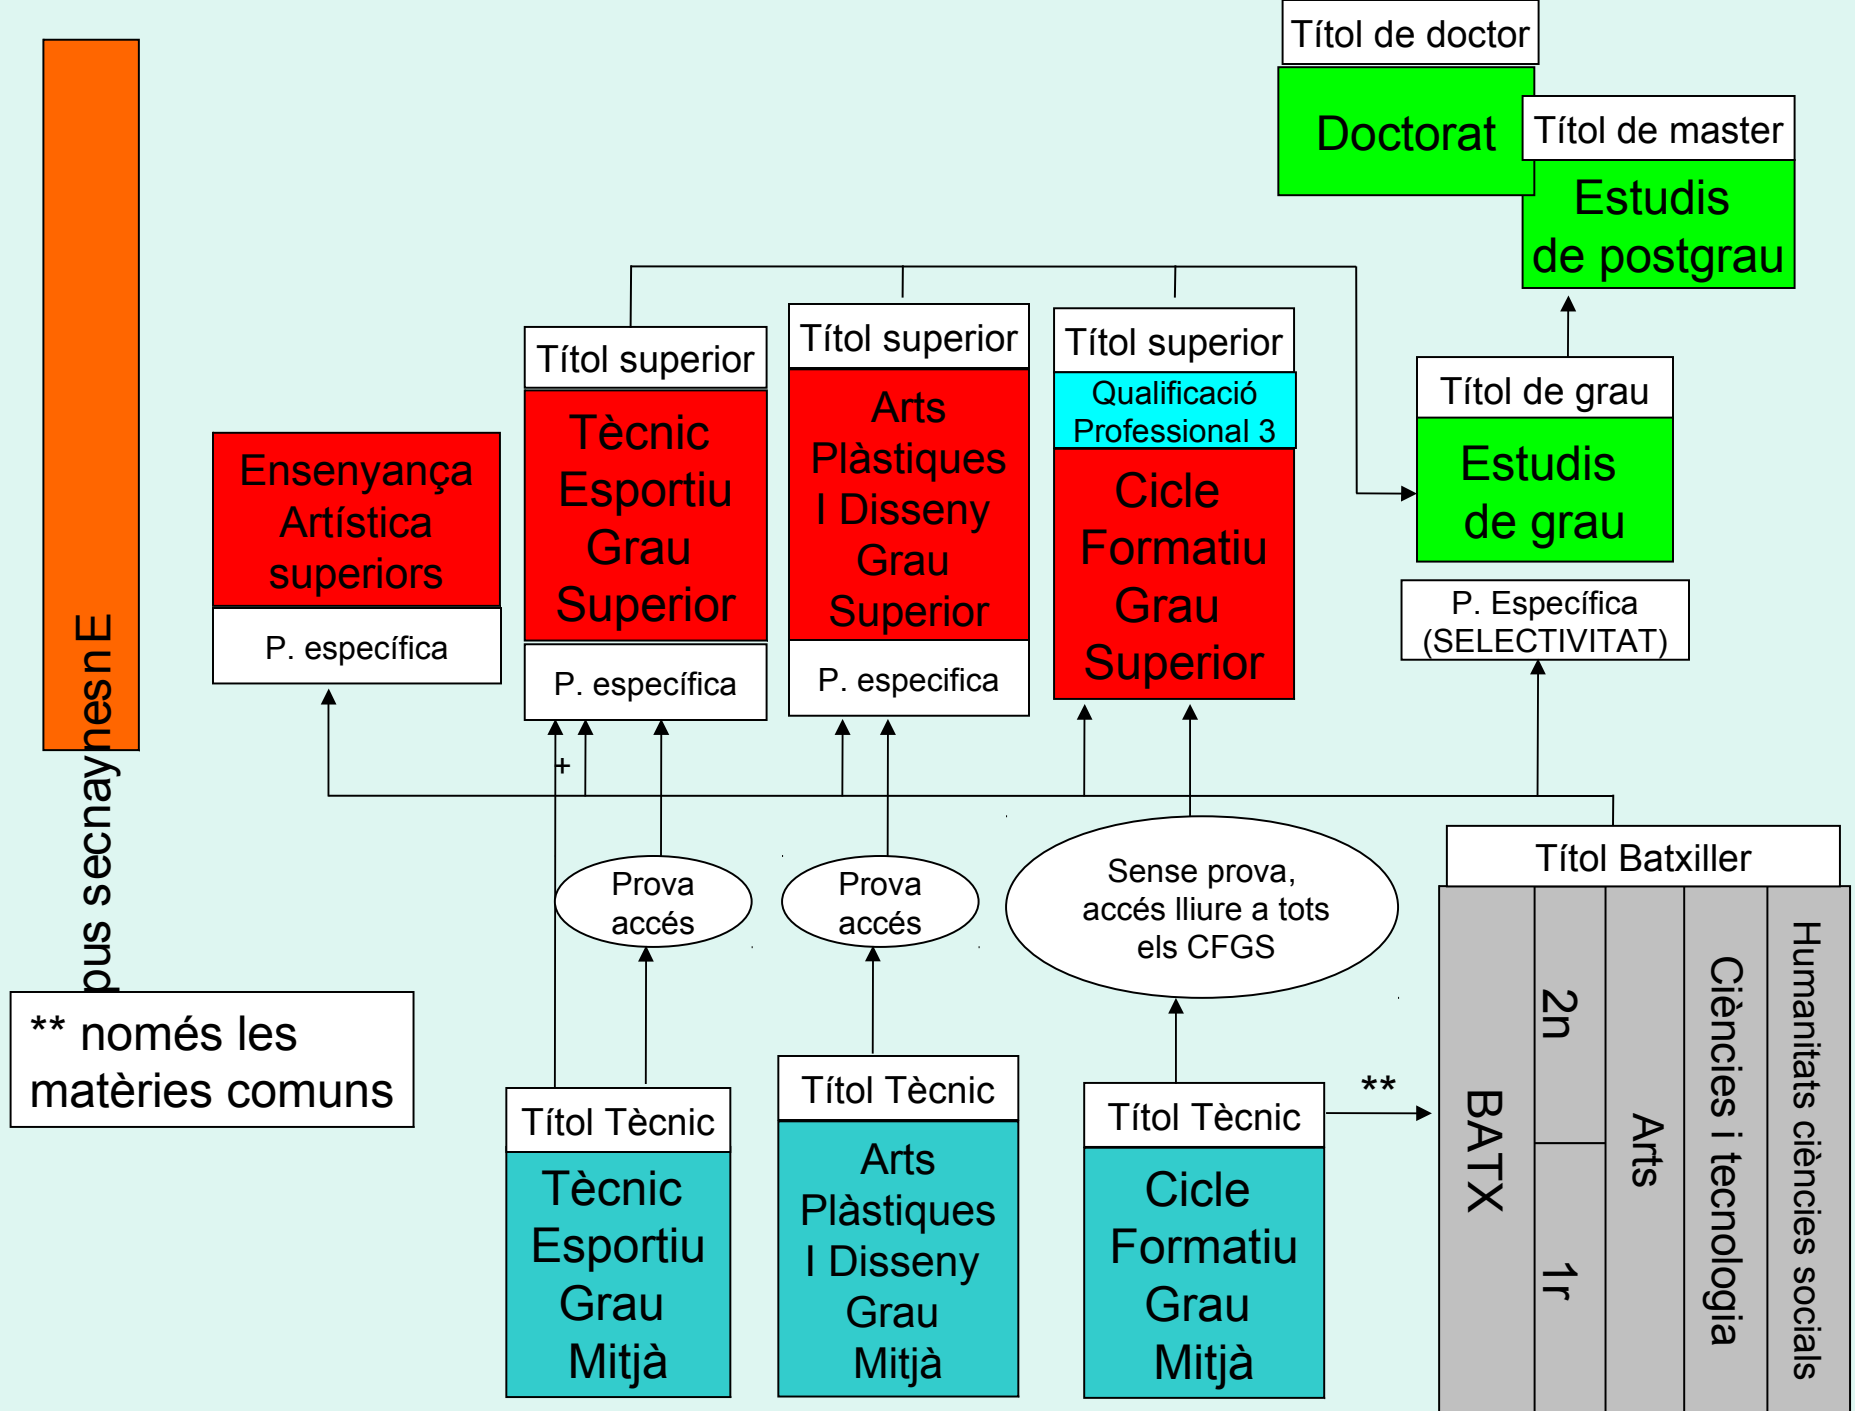 Títol de doctor
Doctorat
Títol de master
Estudis
de postgrau
Títol superior
Tècnic
Esportiu
Grau
Superior
P. específica
Títol superior
Arts
Plàstiques
I Disseny
Grau
Superior
P. especifica
Títol superior
Qualificació
Professional 3
Cicle
Formatiu
Grau
Superior
Títol de grau
Estudis
de grau
P. Específica
(SELECTIVITAT)
Ensenyança
Artística
superiors
P. específica
+
pus secnaynesnE
Prova
accés
Prova
accés
Sense prova,
accés lliure a tots
els CFGS
Títol Batxiller
BATX
2n
1r
Arts
Ciències i tecnologia
Humanitats ciències socials
** només les
matèries comuns
Títol Tècnic
Tècnic
Esportiu
Grau
Mitjà
Títol Tècnic
Arts
Plàstiques
I Disseny
Grau
Mitjà
Títol Tècnic
Cicle
Formatiu
Grau
Mitjà
**